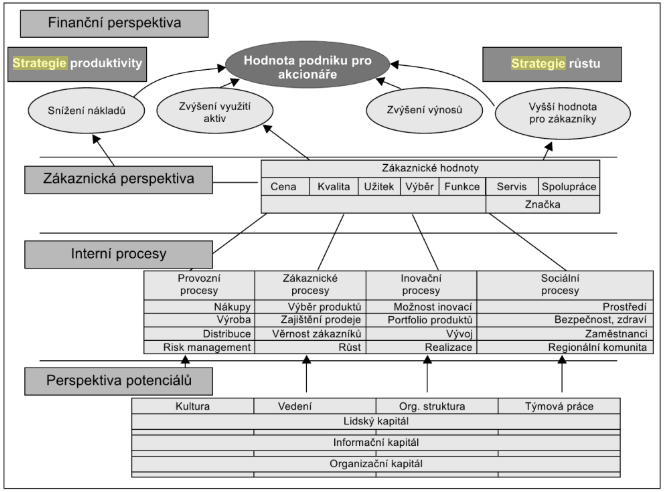 Finanční perspektiva
Strategie produktivity
Hodnota podniku pro
akcionáře
Strategie růstu
Snížení nákladů
Zvýšení využití
aktiv
Zvýšení výnosů
Vyšší hodnota
pro zákazníky
Zákaznická perspektiva
Zákaznické hodnoty
Cena Kvalita Užitek Výběr Funkce Servis Spolupráce
Značka
Interní procesy
Provozní
procesy
Nákupy
Výroba
Distribuce
Risk management
Zákaznické
procesy
Výběr produktů
Zajištění prodeje
Věrnost zákazníků
Růst
Inovační
procesy
Možnost inovací
Portfolio produktů
Vývoj
Realizace
Sociální
procesy
Prostředí
Bezpečnost, zdraví
Zaměstnanci
Regionální komunita
Perspektiva potenciálů
Kultura Vedení Org. struktura Týmová práce
Lidský kapitál
Informační kapitál
Organizační kapitál